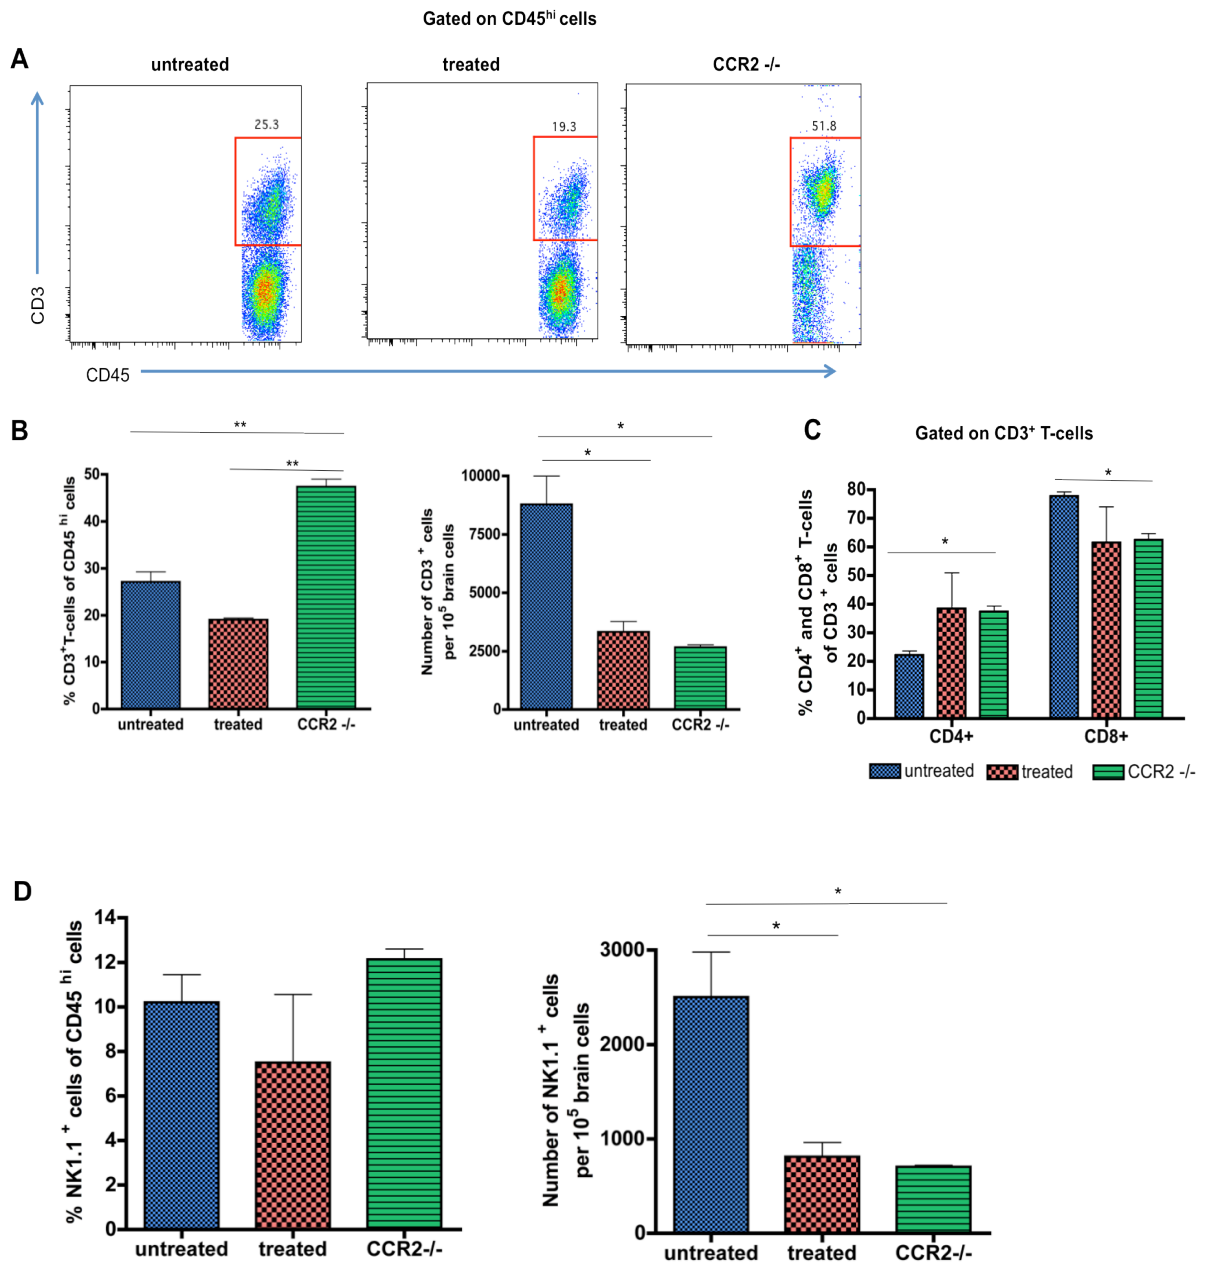 Gated on CD45hi cells
A
untreated
treated
CCR2 -/-
25.3
19.3
51.8
CD3
CD45
B
**
**
% CD3+T-cells of CD45 hi cells
50
40
30
20
10
0
untreated
treated
CCR2 -/-
*
*
Number of CD3 + cells
per 105 brain cells
10000
7500
5000
2500
0
untreated
treated
CCR2 -/-
C
Gated on CD3+ T-cells
*
*
% CD4+ and CD8+ T-cells
of CD3 + cells
80
70
60
50
40
30
20
10
0
CD4+
CD8+
untreated
treated
CCR2 -/-
D
% NK1.1 + cells of CD45 hi cells
14
12
10
8
6
4
2
0
untreated
treated
CCR2-/-
*
*
Number of NK1.1 + cells
per 105 brain cells
3000
2000
1000
0
untreated
treated
CCR2-/-